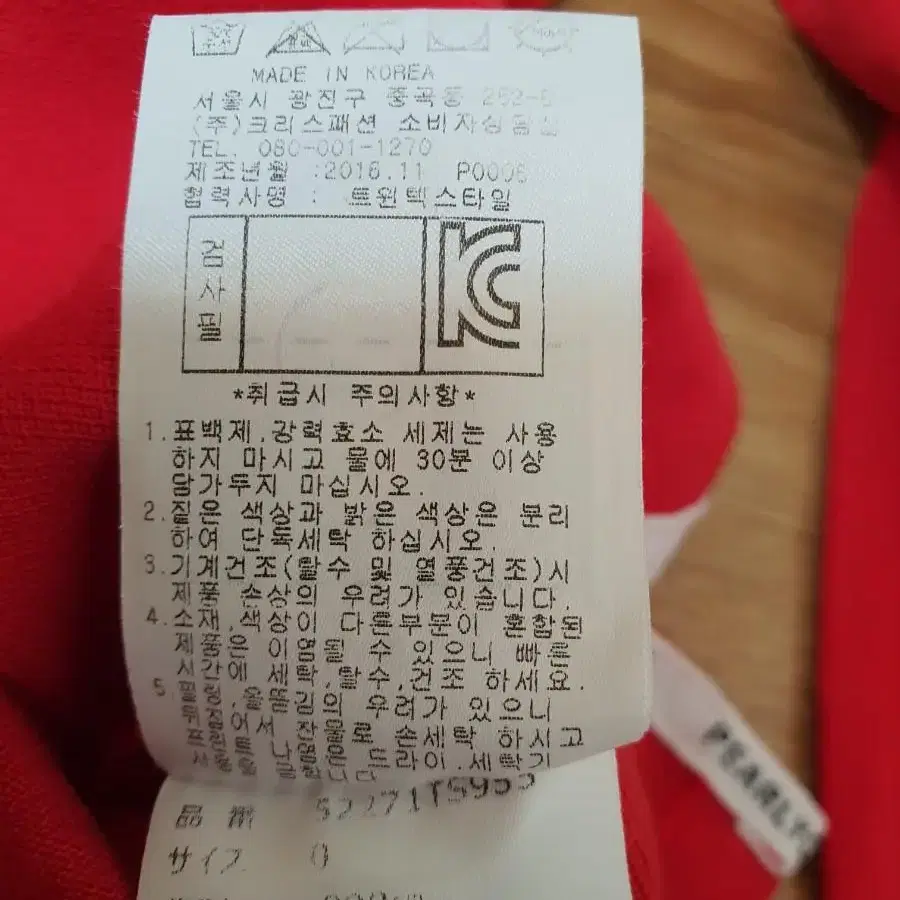 MADE IN KOREA
서울시 광진구 중곡동 252-5
(주)크리스패션 소비자상담실
TEL. 080-001-1270
제조년월 :2016.11 P0006
협력사명 : 트윈텍스타일
검사필
*취급시 주의사항*
1.표백제,강력효소 세제는 사용
하지 마시고 물에 30분 이상
담가두지 마십시오.
2.짙은 색상과 밝은 색상은 분리
하여 단독세탁 하십시오.
3.기계건조(탈수 및 열풍건조)시
제품 손상의 우려가 있습니다.
4.소재,색상이 다른부분이 혼합된
제품은 이염될 수 있으니 빠른
시간에 세탁,탈수,건조 하세요.
5.필링,올뜯김의 우려가 있으니
뒤집어서 찬물로 손세탁 하시고
드라이,세탁기
品番 52271TS955
サイズ 0
PEARLY